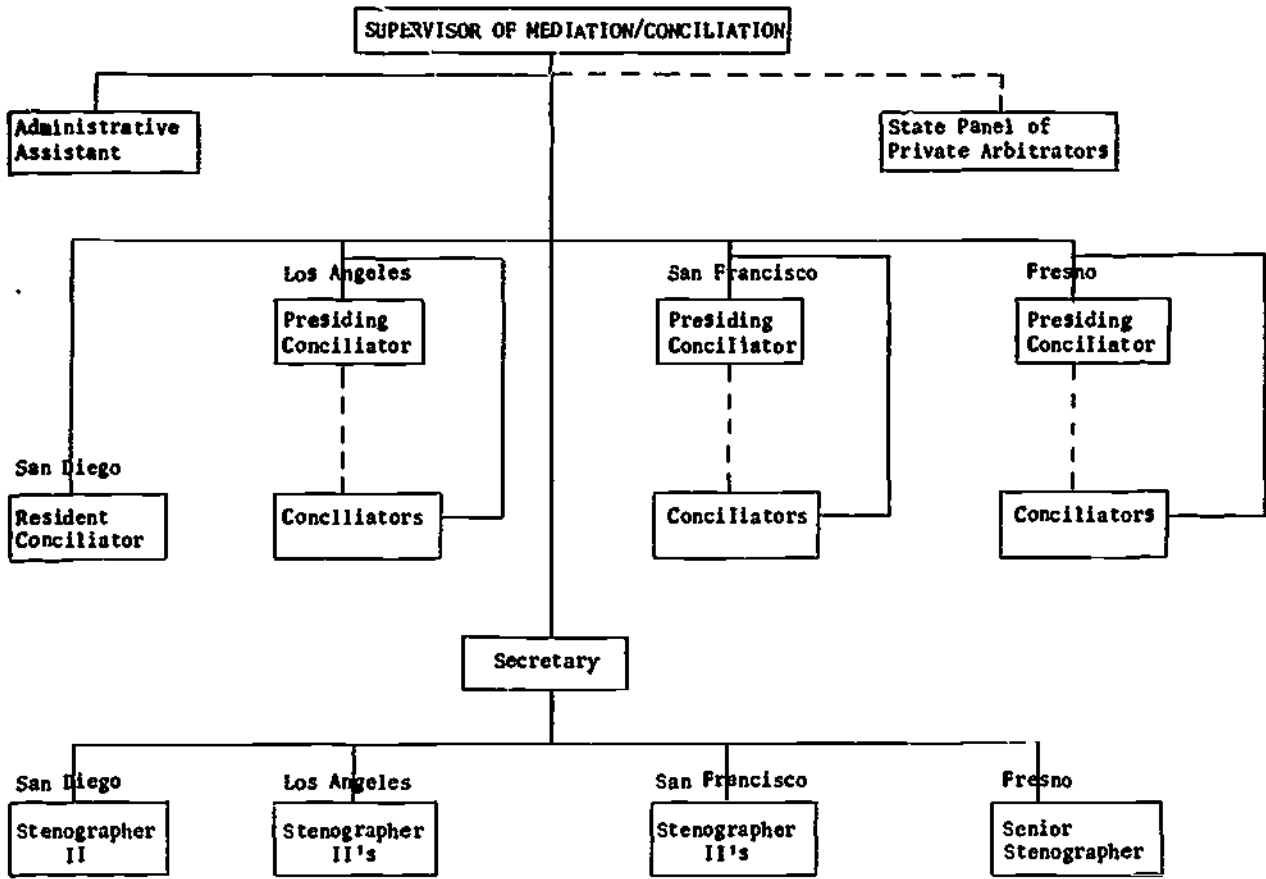 SUPERVISOR OF MEDIATION/CONCILIATION
Administrative
Assistant
State Panel of
Private Arbitrators
Los Angeles
San Francisco
Fresno
Presiding
Conciliator
Presiding
Conciliator
Presiding
Conciliator
San Diego
Resident
Conciliator
Conciliators
Conciliators
Conciliators
Secretary
San Diego
Los Angeles
San Francisco
Fresno
Stenographer
II
Stenographer
II's
Stenographer
II's
Senior
Stenographer